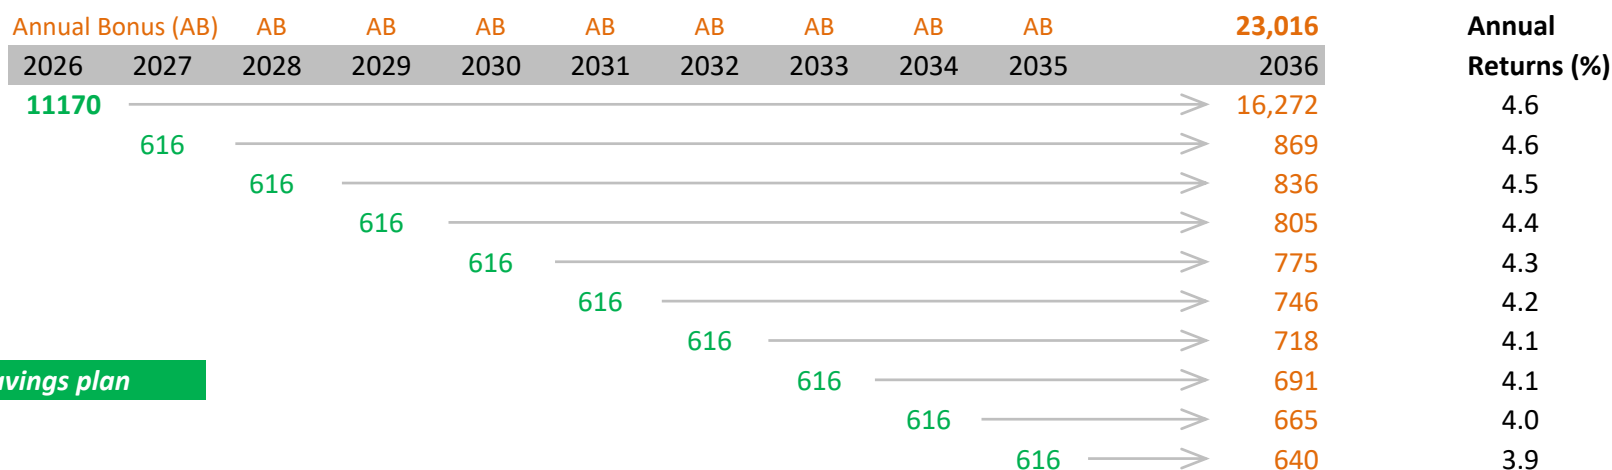 Annual Bonus (AB) AB AB AB AB AB AB AB AB 23,016 Annual
2026 2027 2028 2029 2030 2031 2032 2033 2034 2035 2036 Returns (%)
11170 16,272 4.6
616 869 4.6
616 836 4.5
616 805 4.4
616 775 4.3
616 746 4.2
616 718 4.1
plan 616 691 4.1
616 665 4.0
616 640 3.9